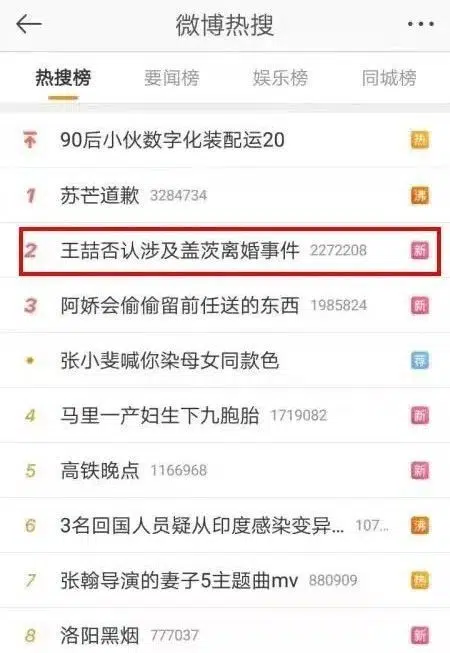 微博热搜
热搜榜 要闻榜 娱乐榜 同城榜
90后小伙数字化装配运20 热
1 苏芒道歉 3284734 沸
2 王喆否认涉及盖茨离婚事件 2272208 新
3 阿娇会偷偷留前任送的东西 1985824 新
张小斐喊你染母女同款色 荐
4 马里一产妇生下九胞胎 1719082 新
5 高铁晚点 1166968 新
6 3名回国人员疑从印度感染变异... 107... 沸
7 张翰导演的妻子5主题曲mv 880909 热
8 洛阳黑烟 777037 新